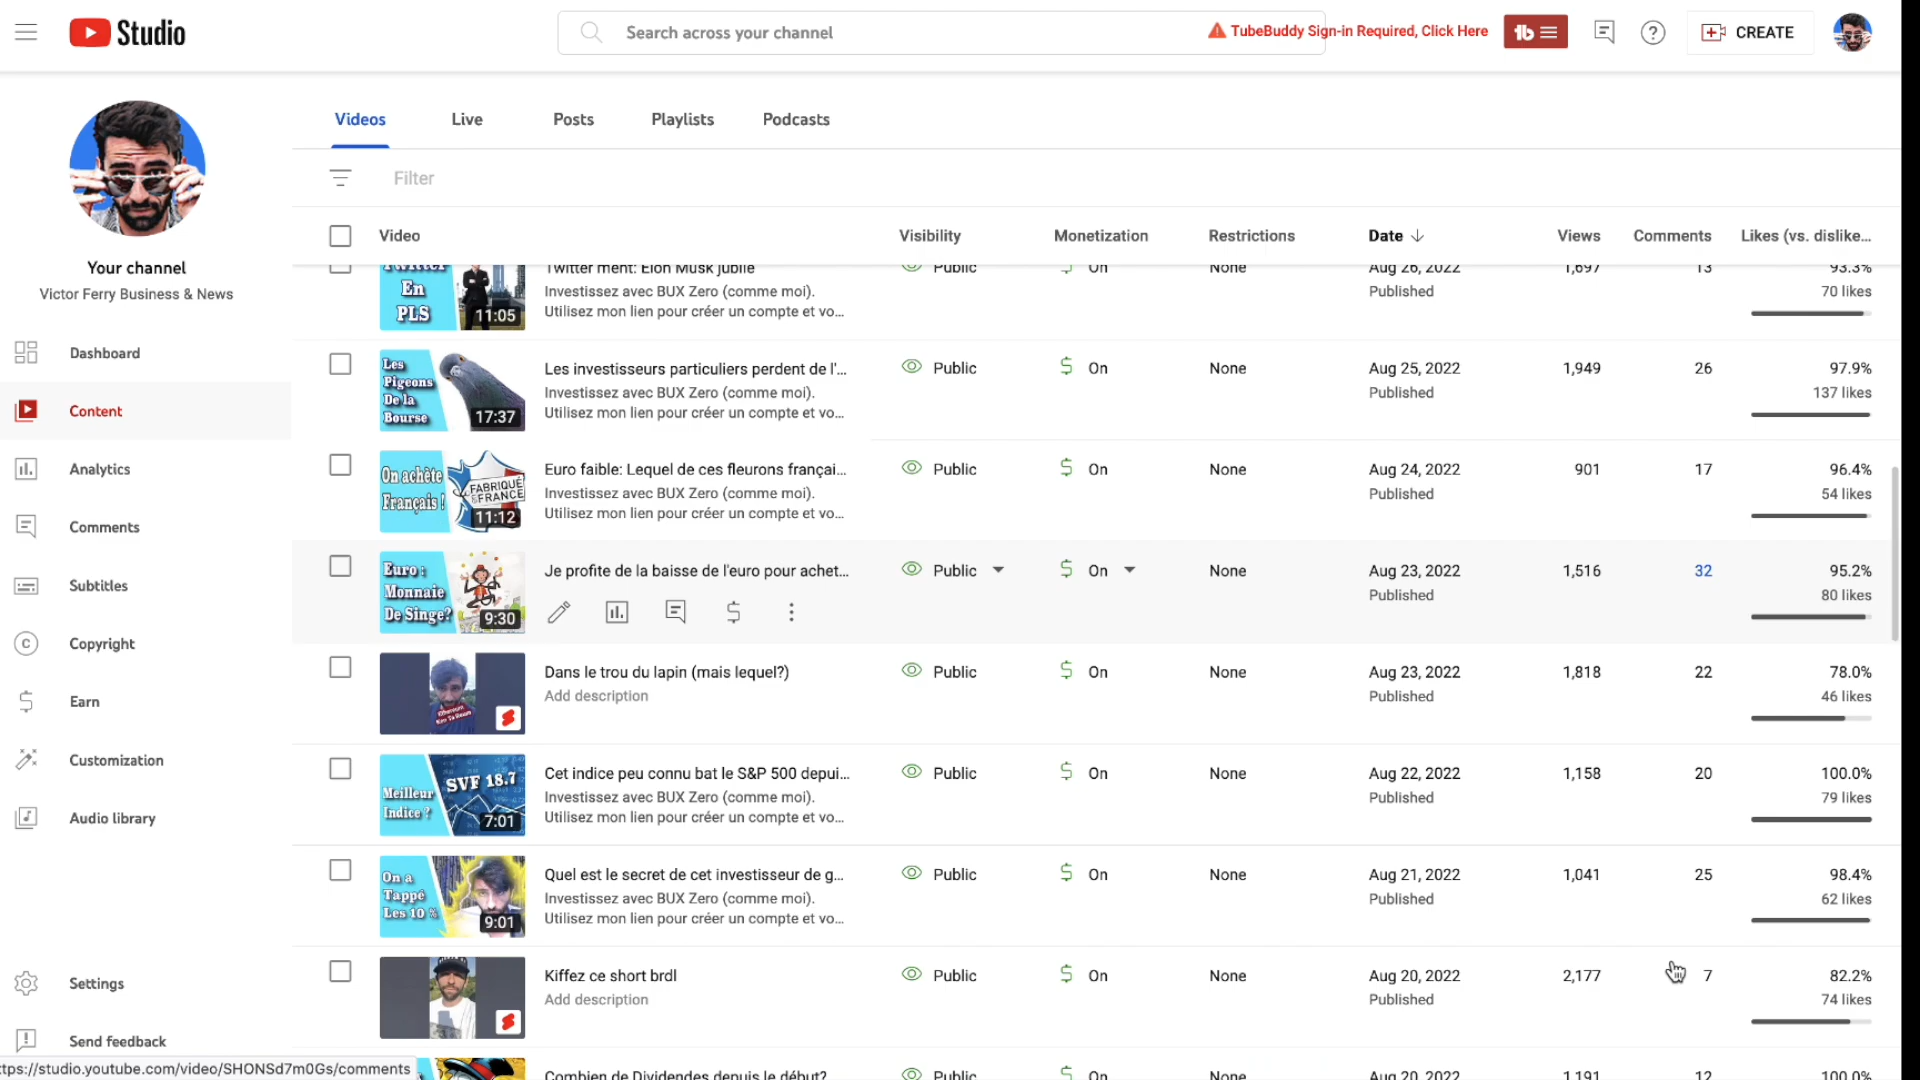 Studio
Search across your channel
TubeBuddy Sign-in Required, Click Here
tb
CREATE
Your channel
Victor Ferry Business & News
Dashboard
Content
Analytics
Comments
Subtitles
Copyright
Earn
Customization
Audio library
Settings
Send feedback
Videos
Live
Posts
Playlists
Podcasts
Filter
Video
Visibility
Monetization
Restrictions
Date
Views
Comments
Likes (vs. dislike...
Twitter
En
PLS
11:05
Twitter ment: Elon Musk jubile
Investissez avec BUX Zero (comme moi).
Utilisez mon lien pour créer un compte et vo...
Public
On
None
Aug 26, 2022
Published
1,697
13
93.3%
70 likes
Les
Pigeons
De la
Bourse
17:37
Les investisseurs particuliers perdent de l'...
Investissez avec BUX Zero (comme moi).
Utilisez mon lien pour créer un compte et vo...
Public
On
None
Aug 25, 2022
Published
1,949
26
97.9%
137 likes
On achète
Français !
FABRIQUÉ
EN FRANCE
11:12
Euro faible: Lequel de ces fleurons françai...
Investissez avec BUX Zero (comme moi).
Utilisez mon lien pour créer un compte et vo...
Public
On
None
Aug 24, 2022
Published
901
17
96.4%
54 likes
Euro :
Monnaie
De Singe?
9:30
Je profite de la baisse de l'euro pour achet...
Public
On
None
Aug 23, 2022
Published
1,516
32
95.2%
80 likes
Dans le trou du lapin (mais lequel?)
Add description
Public
On
None
Aug 23, 2022
Published
1,818
22
78.0%
46 likes
Meilleur
Indice ?
SVF 18.7
7:01
Cet indice peu connu bat le S&P 500 depui...
Investissez avec BUX Zero (comme moi).
Utilisez mon lien pour créer un compte et vo...
Public
On
None
Aug 22, 2022
Published
1,158
20
100.0%
79 likes
On a
Tappé
Les 10 %
9:01
Quel est le secret de cet investisseur de g...
Investissez avec BUX Zero (comme moi).
Utilisez mon lien pour créer un compte et vo...
Public
On
None
Aug 21, 2022
Published
1,041
25
98.4%
62 likes
Kiffez ce short brdl
Add description
Public
On
None
Aug 20, 2022
Published
2,177
7
82.2%
74 likes
Combien de Dividendes depuis le début?
Public
On
None
Aug 20, 2022
1,191
12
100.0%
ttps://studio.youtube.com/video/SHONSd7m0Gs/comments